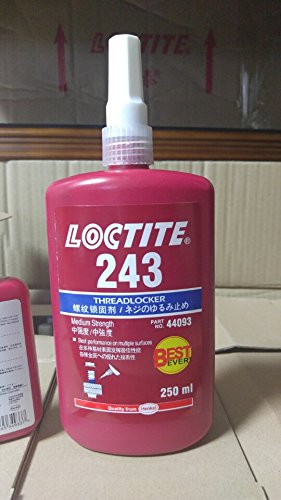 LOCTITE
LOCTITE®
243
THREADLOCKER
螺纹锁固剂/ネジのゆるみ止め
Medium Strength
中强度/中強度
PART NO. 44093
Best performance on multiple surfaces
BEST EVER!
250 ml
Quality from Henkel